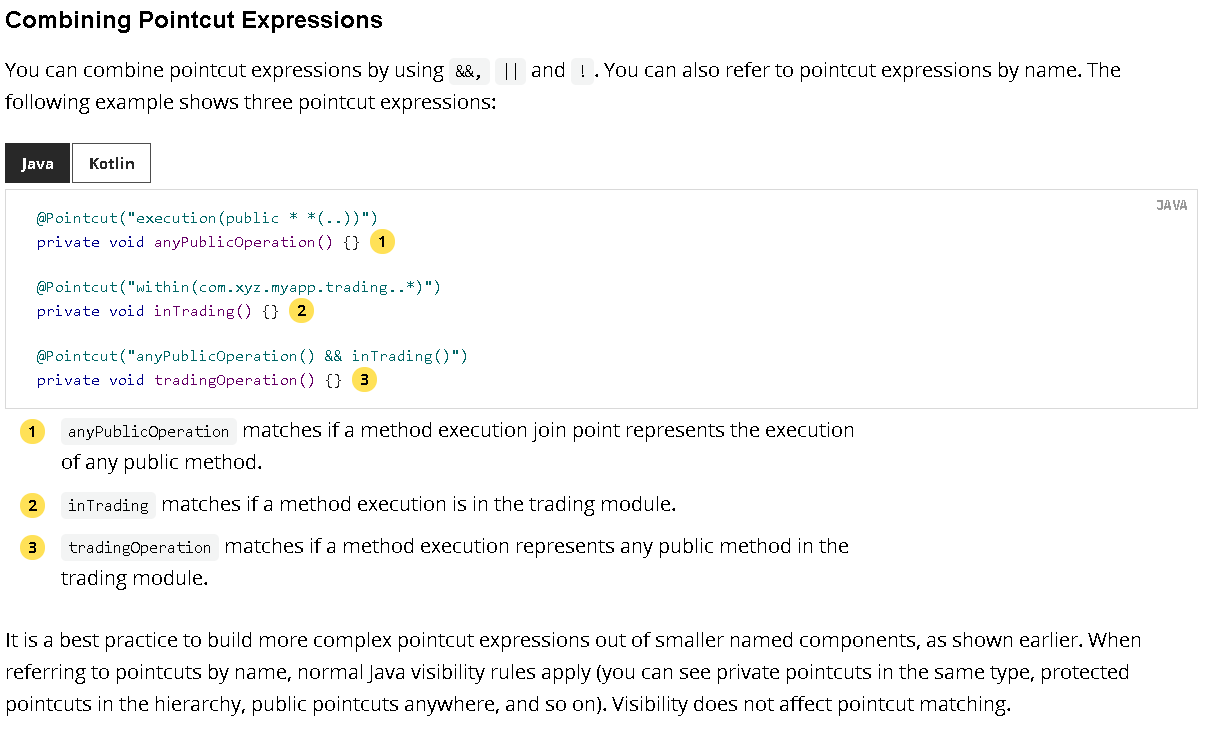 Combining Pointcut Expressions
You can combine pointcut expressions by using &&, || and !. You can also refer to pointcut expressions by name. The
following example shows three pointcut expressions:
Java Kotlin
JAVA
@Pointcut("execution(public * *(..))")
private void anyPublicOperation() {} 1
@Pointcut("within(com.xyz.myapp.trading..*)")
private void inTrading() {} 2
@Pointcut("anyPublicOperation() && inTrading()")
private void tradingOperation() {} 3
1 anyPublicOperation matches if a method execution join point represents the execution
of any public method.
2 inTrading matches if a method execution is in the trading module.
3 tradingOperation matches if a method execution represents any public method in the
trading module.
It is a best practice to build more complex pointcut expressions out of smaller named components, as shown earlier. When
referring to pointcuts by name, normal Java visibility rules apply (you can see private pointcuts in the same type, protected
pointcuts in the hierarchy, public pointcuts anywhere, and so on). Visibility does not affect pointcut matching.